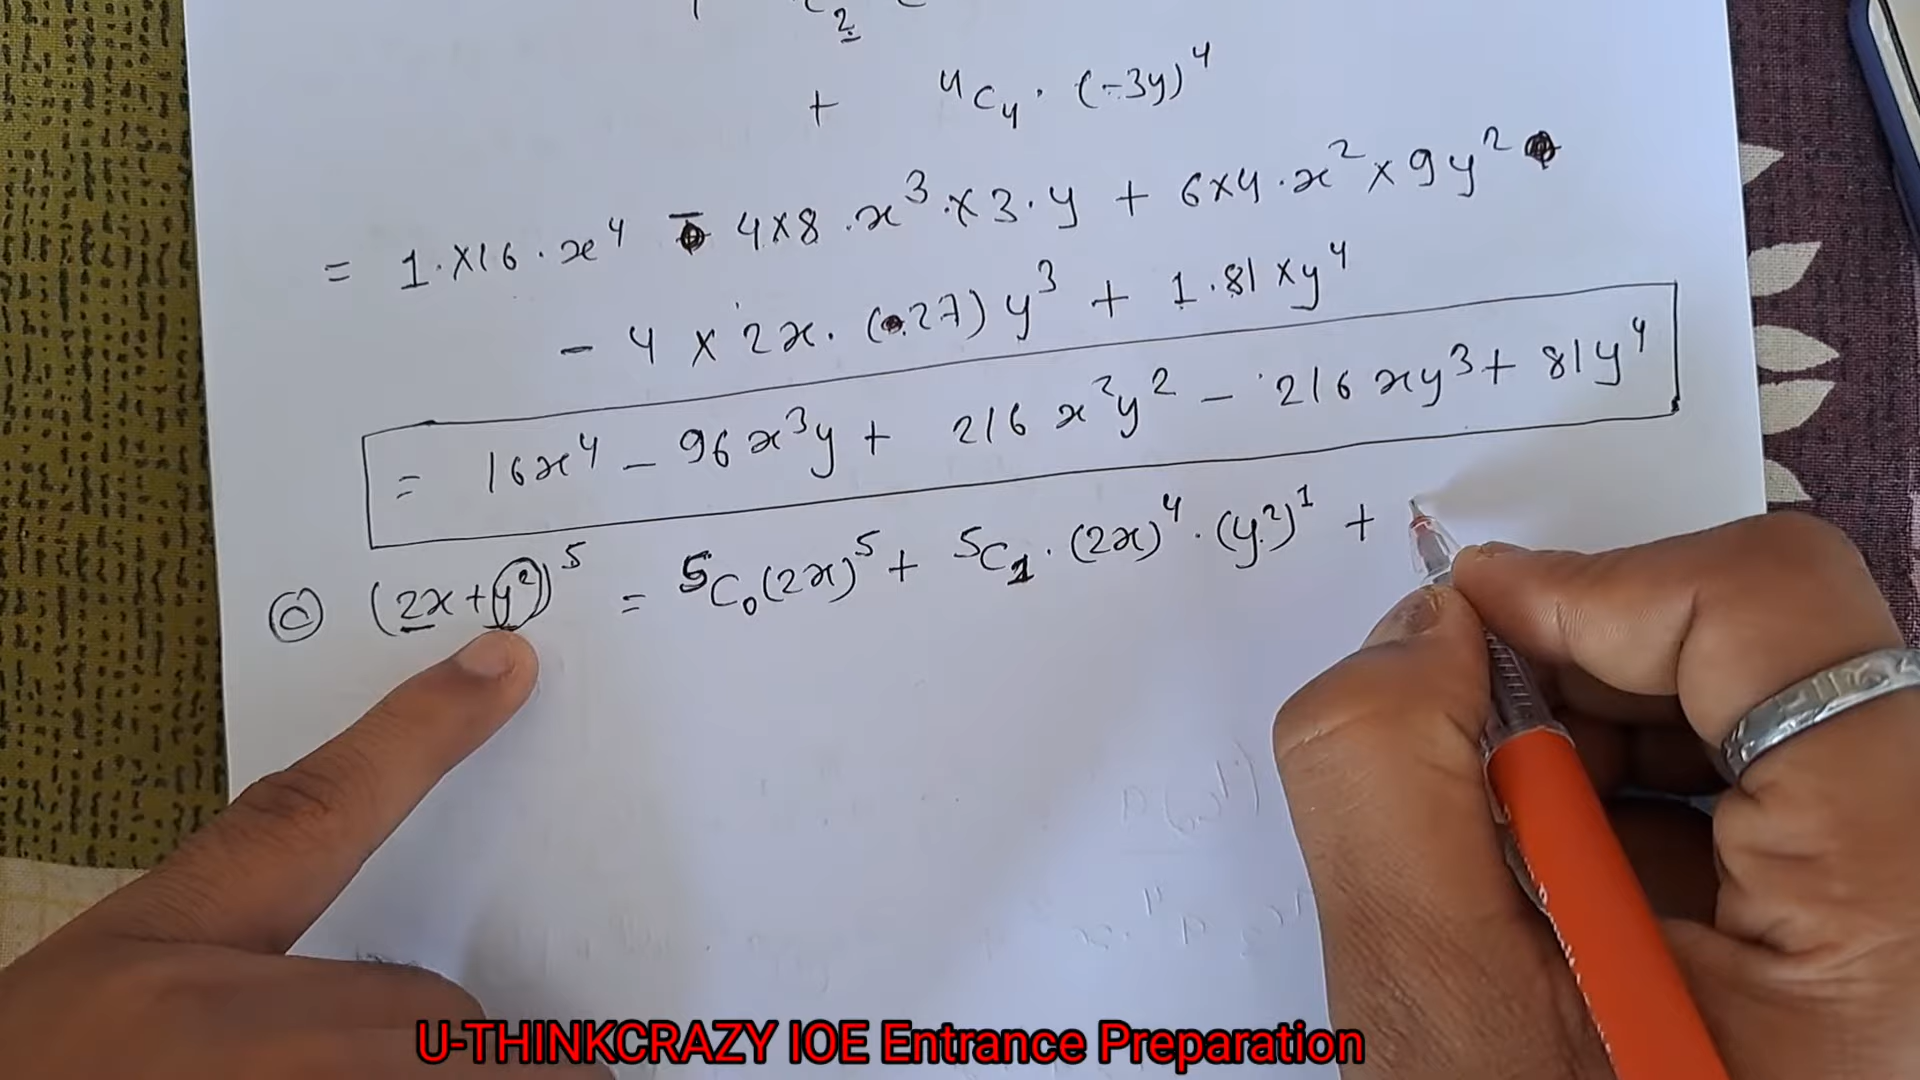 2
+ ⁴C₄ · (-3y)⁴
= 1·×16·x⁴ - 4×8·x³·×3·y + 6×4·x²×9y²
- 4×2x·(27)y³ + 1·81×y⁴
= 16x⁴ - 96x³y + 216x²y² - 216xy³ + 81y⁴
ⓒ (2x+y²)⁵ = ⁵C₀(2x)⁵ + ⁵C₁·(2x)⁴·(y²)¹ +
U-THINKCRAZY IOE Entrance Preparation